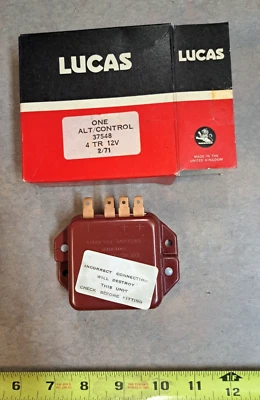 LUCAS
ONE
ALT/CONTROL
37548
4 TR 12V
2/71
LUCAS
MADE IN THE
UNITED KINGDOM
INCORRECT CONNECTION
WILL DESTROY
THIS UNIT
CHECK BEFORE FITTING
6 7 8 9 10 11 12